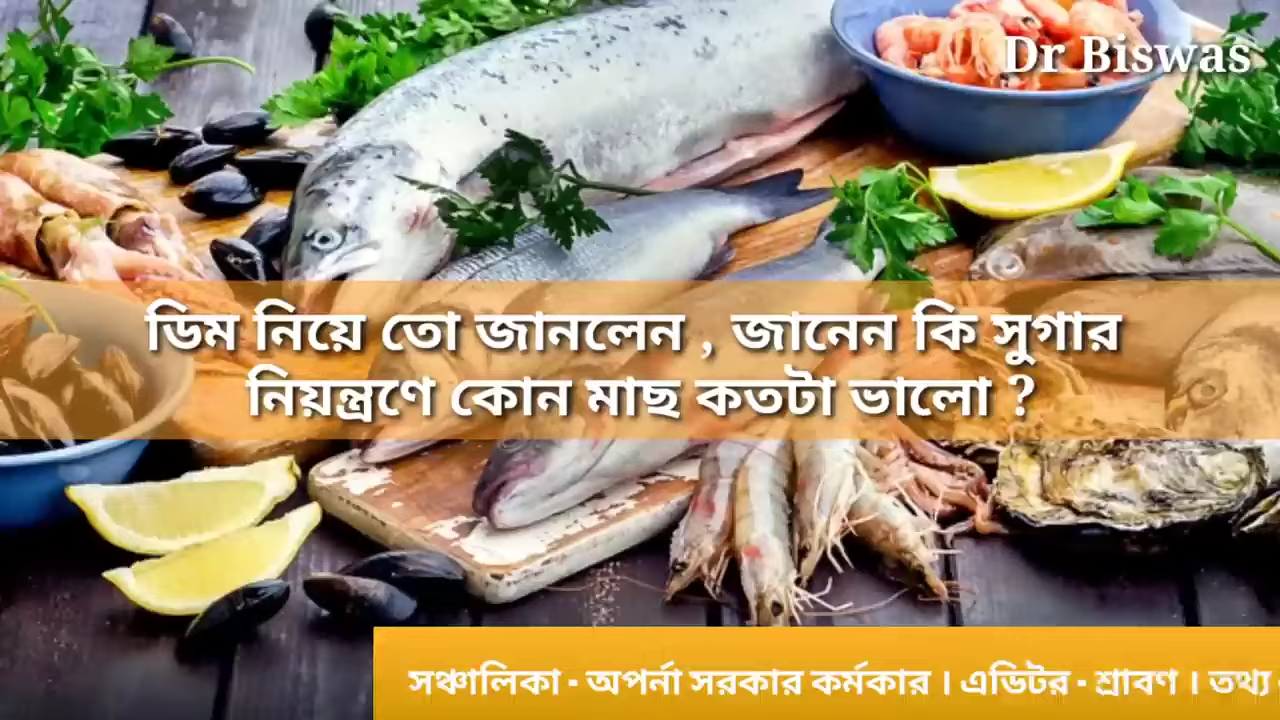 Dr Biswas
ডিম নিয়ে তো জানলেন , জানেন কি সুগার
নিয়ন্ত্রণে কোন মাছ কতটা ভালো ?
সঞ্চালিকা - অপর্না সরকার কর্মকার । এডিটর - শ্রাবণ । তথ্য -